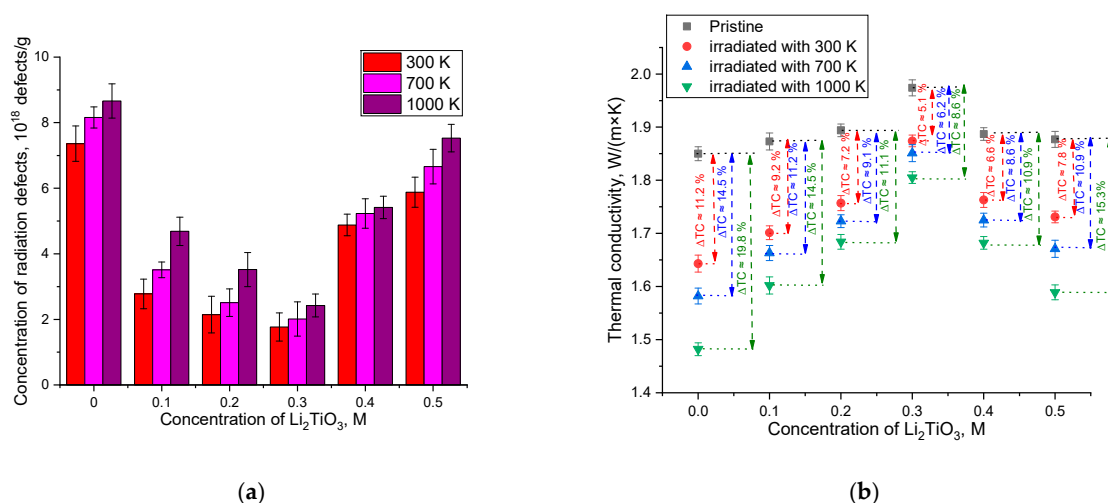 10
8
6
4
2
0
Concentration of radiation defects, 10¹⁸ defects/g
300 K
700 K
1000 K
0 0.1 0.2 0.3 0.4 0.5
Concentration of Li₂TiO₃, M
(a)
Pristine
irradiated with 300 K
irradiated with 700 K
irradiated with 1000 K
2.0
1.9
1.8
1.7
1.6
1.5
1.4
Thermal conductivity, W/(m×K)
ΔTC ≈ 11.2 %
ΔTC ≈ 14.5 %
ΔTC ≈ 19.8 %
ΔTC ≈ 9.2 %
ΔTC ≈ 11.2 %
ΔTC ≈ 14.5 %
ΔTC ≈ 7.2 %
ΔTC ≈ 9.1 %
ΔTC ≈ 11.1 %
ΔTC ≈ 5.1 %
ΔTC ≈ 6.2 %
ΔTC ≈ 8.6 %
ΔTC ≈ 6.6 %
ΔTC ≈ 8.6 %
ΔTC ≈ 10.9 %
ΔTC ≈ 7.8 %
ΔTC ≈ 10.9 %
ΔTC ≈ 15.3%
0.0 0.1 0.2 0.3 0.4 0.5
Concentration of Li₂TiO₃, M
(b)